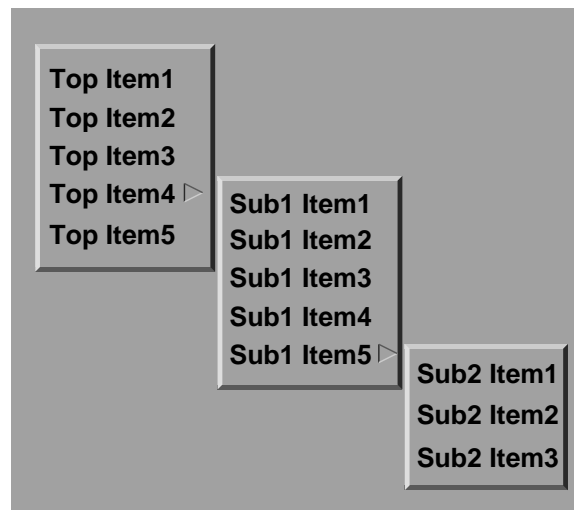 Top Item1
Top Item2
Top Item3
Top Item4
Top Item5
Sub1 Item1
Sub1 Item2
Sub1 Item3
Sub1 Item4
Sub1 Item5
Sub2 Item1
Sub2 Item2
Sub2 Item3